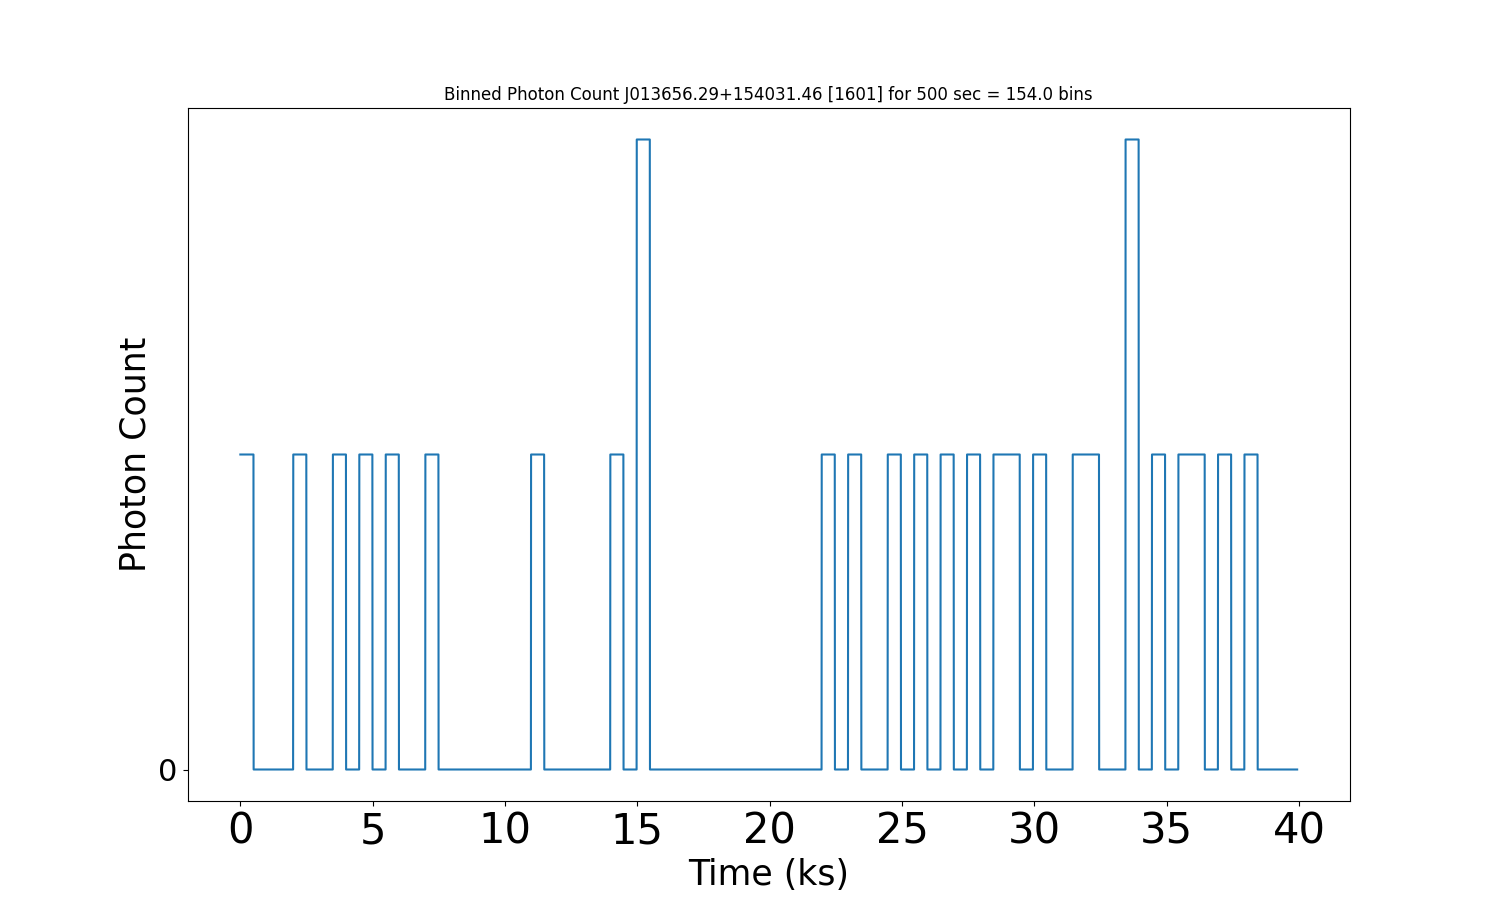 Binned Photon Count J013656.29+154031.46 [1601] for 500 sec = 154.0 bins
Photon Count
0
0 5 10 15 20 25 30 35 40
Time (ks)